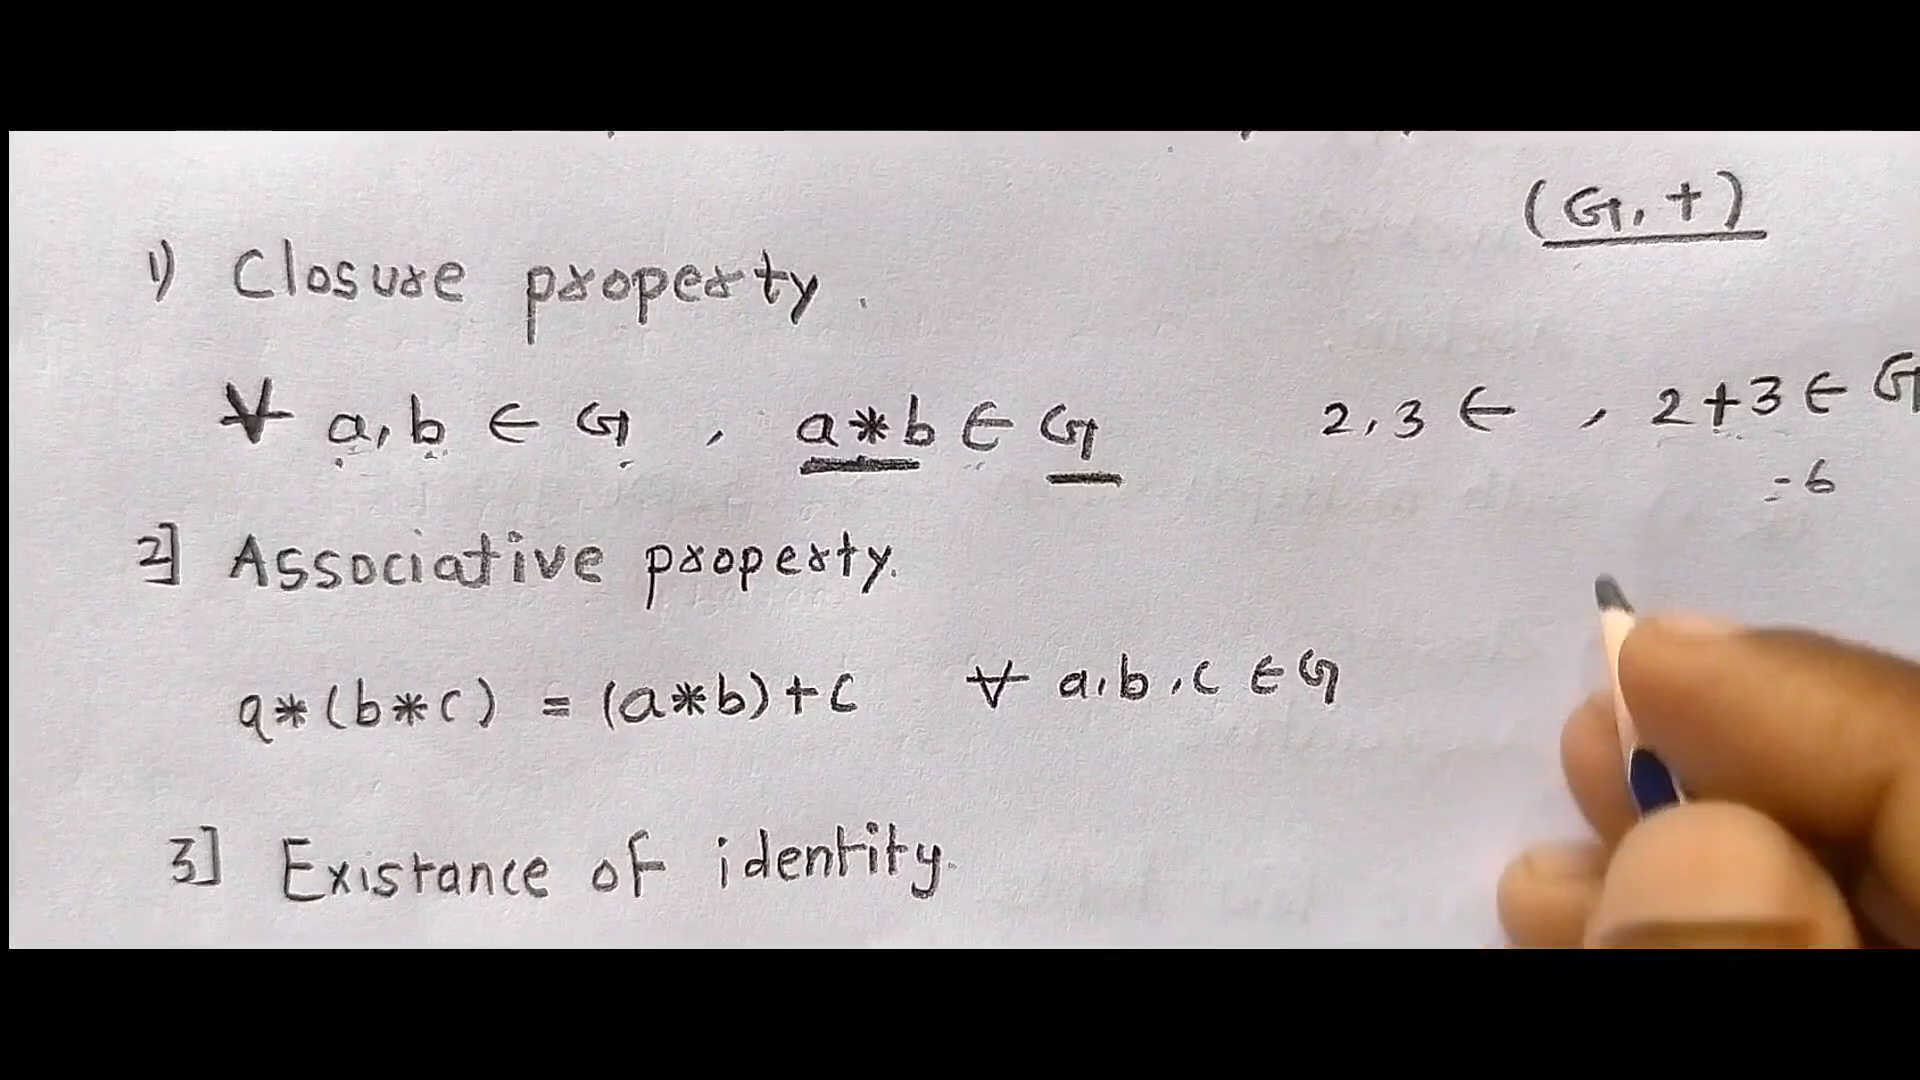 (G, +)
1) Closure property.
∀ a, b ∈ G , a*b ∈ G 2, 3 ∈ , 2+3 ∈ G
= 6
2] Associative property.
a*(b*c) = (a*b)+c ∀ a, b, c ∈ G
3] Existance of identity.